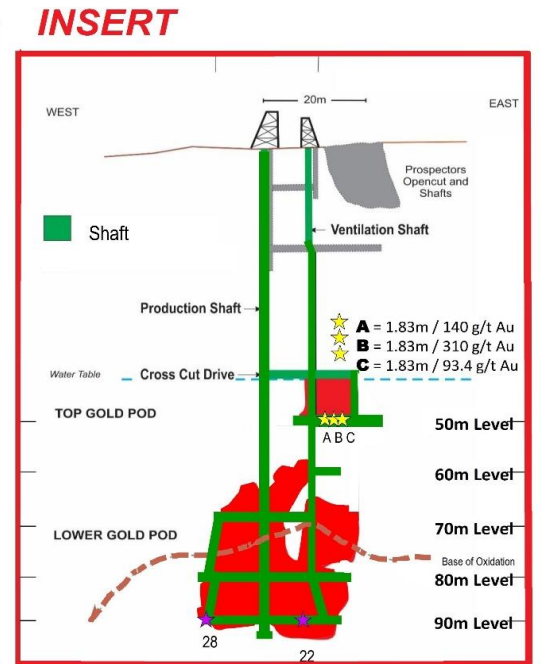 INSERT
20m
WEST
EAST
Prospectors
Opencut and
Shafts
Shaft
Ventilation Shaft
Production Shaft
A = 1.83m / 140 g/t Au
B = 1.83m / 310 g/t Au
C = 1.83m / 93.4 g/t Au
Water Table
Cross Cut Drive
TOP GOLD POD
50m Level
A B C
60m Level
70m Level
LOWER GOLD POD
Base of Oxidation
80m Level
90m Level
28
22